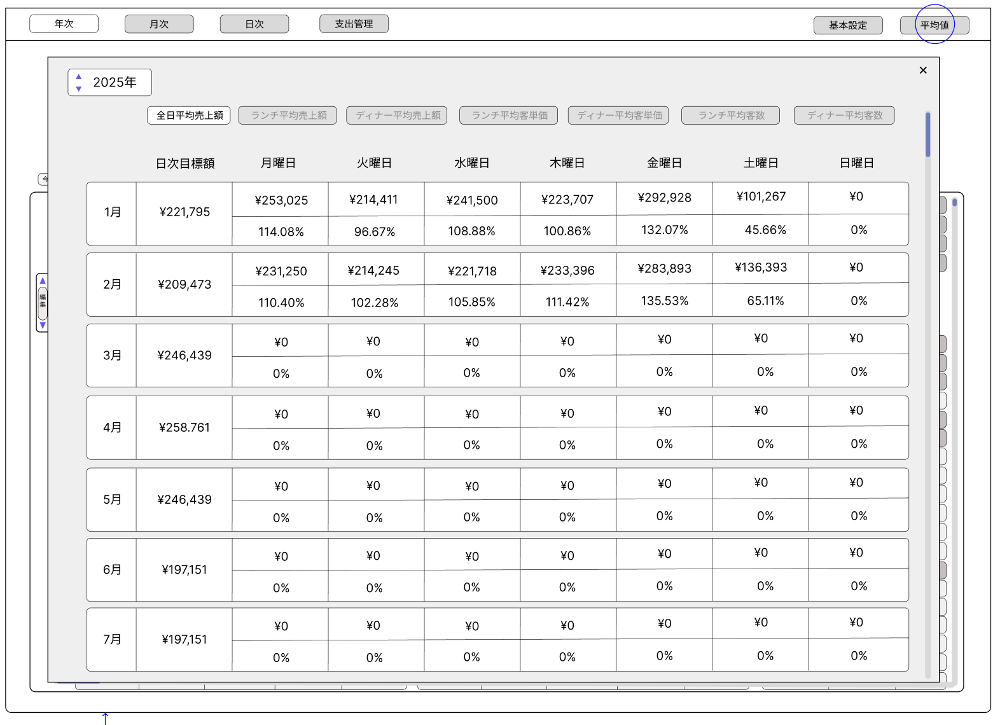 年次 月次 日次 支出管理 基本設定 平均値
✕
2025年
全日平均売上額 ランチ平均売上額 ディナー平均売上額 ランチ平均客単価 ディナー平均客単価 ランチ平均客数 ディナー平均客数
日次目標額 月曜日 火曜日 水曜日 木曜日 金曜日 土曜日 日曜日
今
編集
1月 ¥221,795 ¥253,025 ¥214,411 ¥241,500 ¥223,707 ¥292,928 ¥101,267 ¥0
114.08% 96.67% 108.88% 100.86% 132.07% 45.66% 0%
2月 ¥209,473 ¥231,250 ¥214,245 ¥221,718 ¥233,396 ¥283,893 ¥136,393 ¥0
110.40% 102.28% 105.85% 111.42% 135.53% 65.11% 0%
3月 ¥246,439 ¥0 ¥0 ¥0 ¥0 ¥0 ¥0 ¥0
0% 0% 0% 0% 0% 0% 0%
4月 ¥258.761 ¥0 ¥0 ¥0 ¥0 ¥0 ¥0 ¥0
0% 0% 0% 0% 0% 0% 0%
5月 ¥246,439 ¥0 ¥0 ¥0 ¥0 ¥0 ¥0 ¥0
0% 0% 0% 0% 0% 0% 0%
6月 ¥197,151 ¥0 ¥0 ¥0 ¥0 ¥0 ¥0 ¥0
0% 0% 0% 0% 0% 0% 0%
7月 ¥197,151 ¥0 ¥0 ¥0 ¥0 ¥0 ¥0 ¥0
0% 0% 0% 0% 0% 0% 0%